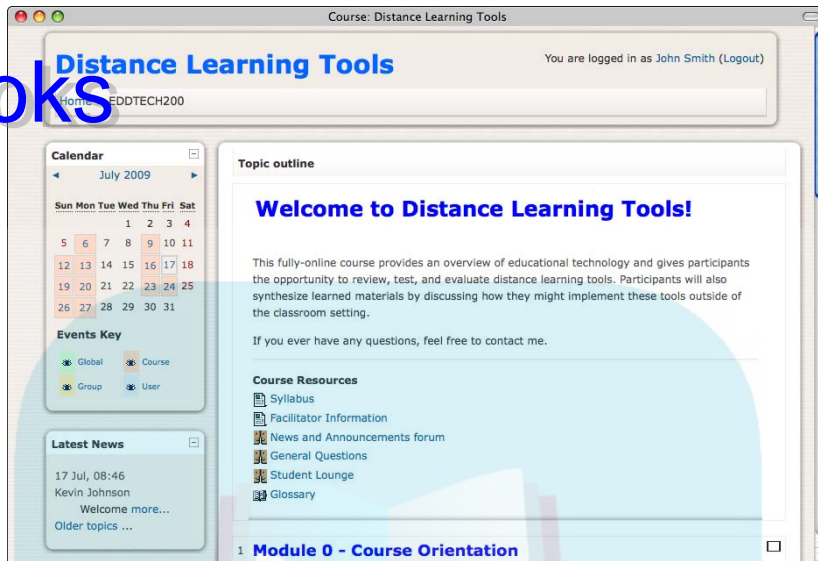 Course: Distance Learning Tools
Distance Learning Tools
You are logged in as John Smith (Logout)
oks
Home
EDDTECH200
Calendar
◄ July 2009 ►
Sun Mon Tue Wed Thu Fri Sat
1 2 3 4
5 6 7 8 9 10 11
12 13 14 15 16 17 18
19 20 21 22 23 24 25
26 27 28 29 30 31
Events Key
Global Course
Group User
Latest News
17 Jul, 08:46
Kevin Johnson
Welcome more...
Older topics ...
Topic outline
Welcome to Distance Learning Tools!
This fully-online course provides an overview of educational technology and gives participants
the opportunity to review, test, and evaluate distance learning tools. Participants will also
synthesize learned materials by discussing how they might implement these tools outside of
the classroom setting.
If you ever have any questions, feel free to contact me.
Course Resources
Syllabus
Facilitator Information
News and Announcements forum
General Questions
Student Lounge
Glossary
1 Module 0 - Course Orientation